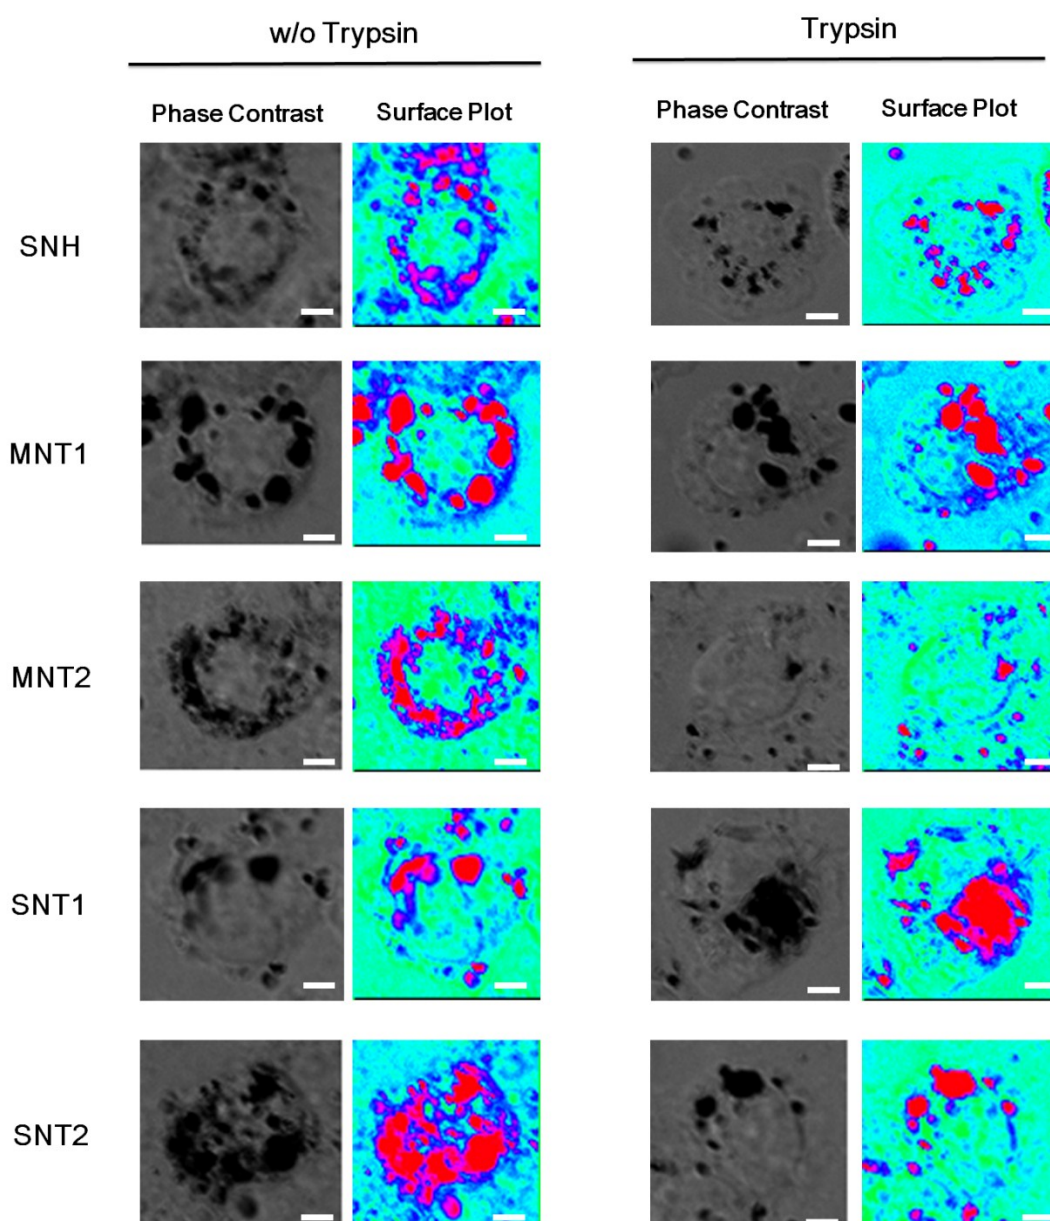 w/o Trypsin
Trypsin
Phase Contrast
Surface Plot
Phase Contrast
Surface Plot
SNH
MNT1
MNT2
SNT1
SNT2